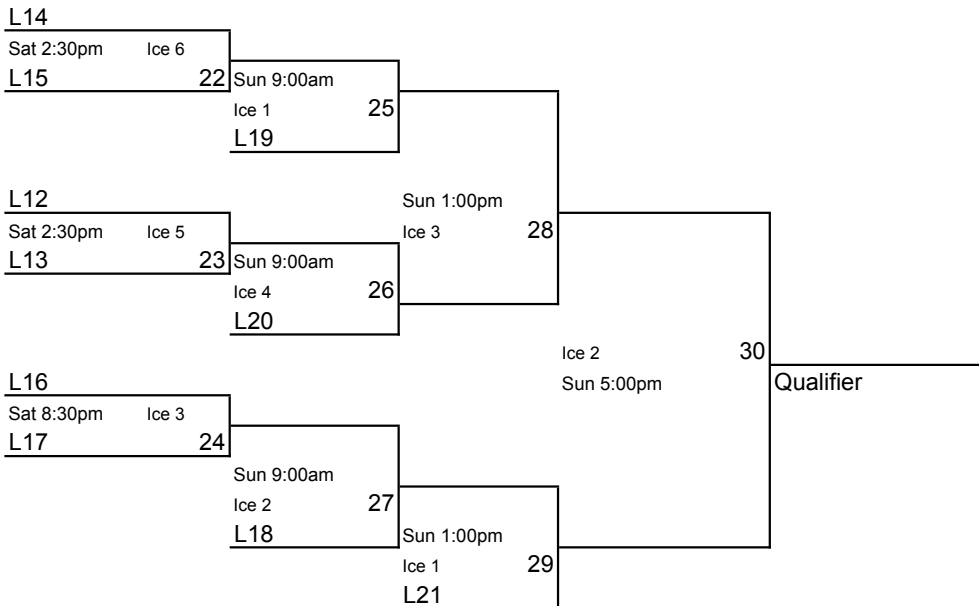 L14
Sat 2:30pm Ice 6
L15 22
Sun 9:00am
Ice 1 25
L19
L12
Sat 2:30pm Ice 5
L13 23
Sun 9:00am
Ice 4 26
L20
Sun 1:00pm
Ice 3 28
L16
Sat 8:30pm Ice 3
L17 24
Sun 9:00am
Ice 2 27
L18
Sun 1:00pm
Ice 1 29
L21
Ice 2 30
Sun 5:00pm
Qualifier